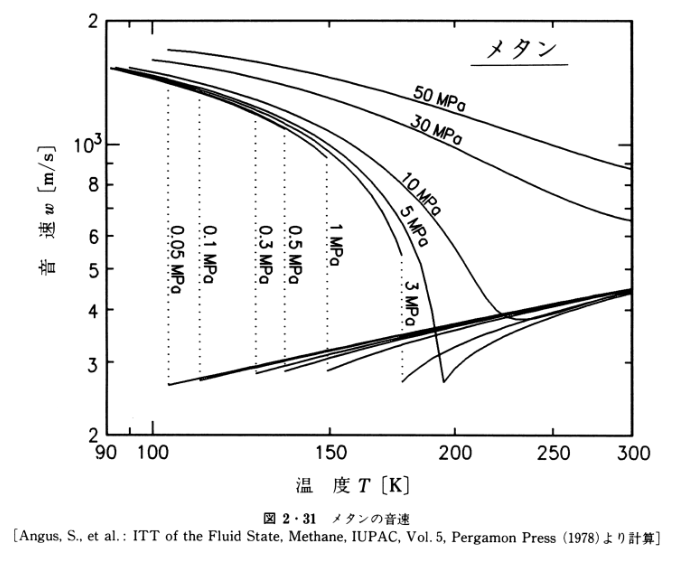 2
メタン
50 MPa
30 MPa
10³
8
10 MPa
音速 w [m/s]
6
5 MPa
0.05 MPa
0.1 MPa
0.3 MPa
0.5 MPa
1 MPa
5
3 MPa
4
3
2
90
100
150
200
250
300
温 度 T [K]
図 2・31 メタンの音速
[Angus, S., et al.: ITT of the Fluid State, Methane, IUPAC, Vol. 5, Pergamon Press (1978)より計算]